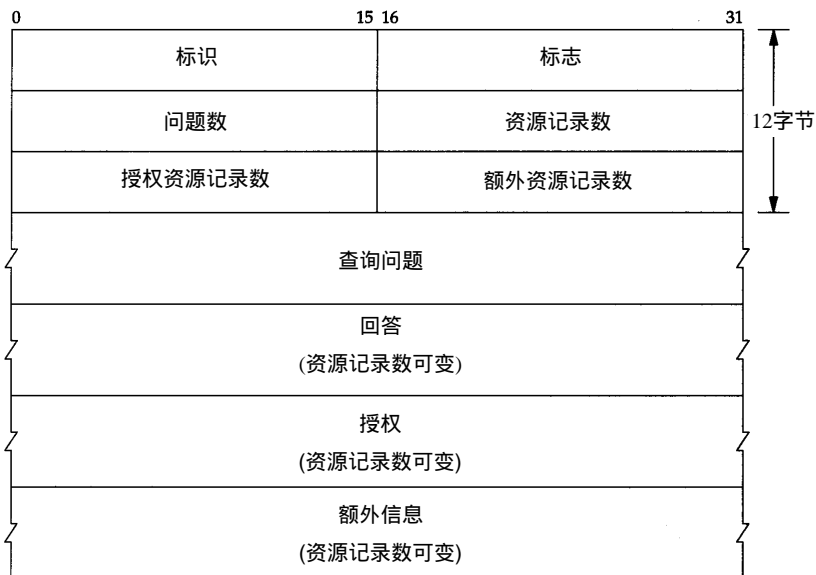 0 15 16 31
标识 标志
问题数 资源记录数 12字节
授权资源记录数 额外资源记录数
查询问题
回答
(资源记录数可变)
授权
(资源记录数可变)
额外信息
(资源记录数可变)